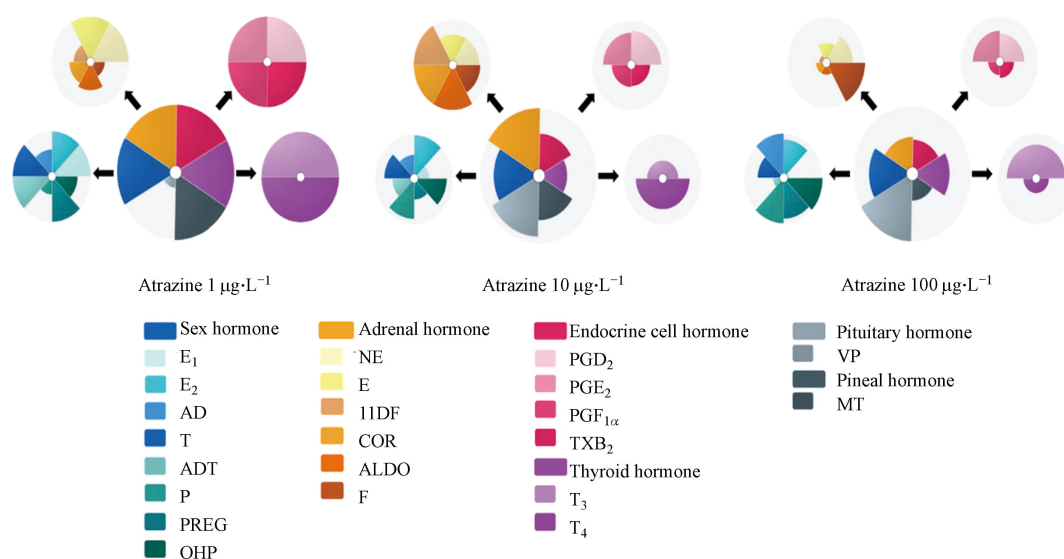 Atrazine 1 μg·L⁻¹
Atrazine 10 μg·L⁻¹
Atrazine 100 μg·L⁻¹
Sex hormone
E₁
E₂
AD
T
ADT
P
PREG
OHP
Adrenal hormone
`NE
E
11DF
COR
ALDO
F
Endocrine cell hormone
PGD₂
PGE₂
PGF₁α
TXB₂
Thyroid hormone
T₃
T₄
Pituitary hormone
VP
Pineal hormone
MT